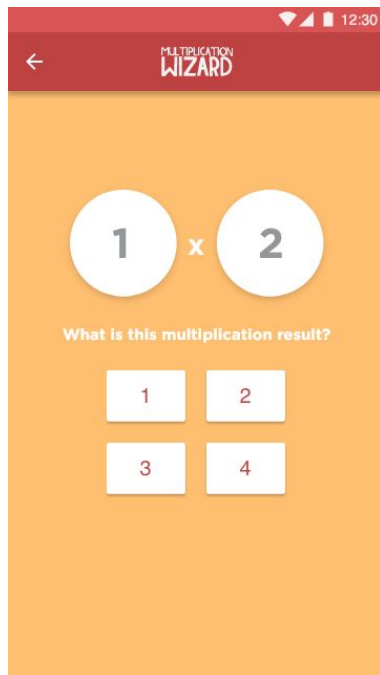 12:30
MULTIPLICATION
WIZARD
1 x 2
What is this multiplication result?
1 2
3 4